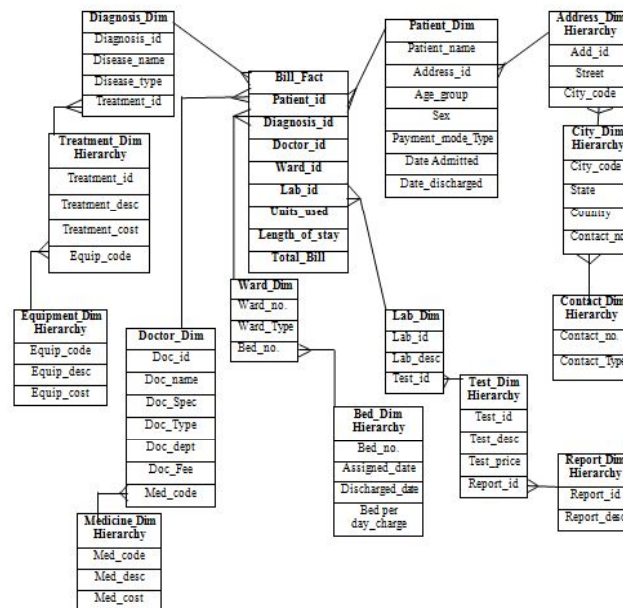 Diagnosis_Dim
Diagnosis_id
Disease_name
Disease_type
Treatment_id
Treatment_Dim
Hierarchy
Treatment_id
Treatment_desc
Treatment_cost
Equip_code
Equipment_Dim
Hierarchy
Equip_code
Equip_desc
Equip_cost
Bill_Fact
Patient_id
Diagnosis_id
Doctor_id
Ward_id
Lab_id
Units_used
Length_of_stay
Total_Bill
Patient_Dim
Patient_name
Address_id
Age_group
Sex
Payment_mode_Type
Date Admitted
Date_discharged
Address_Dim
Hierarchy
Add_id
Street
City_code
City_Dim
Hierarchy
City_code
State
Country
Contact_no
Contact_Dim
Hierarchy
Contact_no.
Contact_Type
Doctor_Dim
Doc_id
Doc_name
Doc_Spec
Doc_Type
Doc_dept
Doc_Fee
Med_code
Medicine_Dim
Hierarchy
Med_code
Med_desc
Med_cost
Ward_Dim
Ward_no.
Ward_Type
Bed_no.
Bed_Dim
Hierarchy
Bed_no.
Assigned_date
Discharged_date
Bed per
day_charge
Lab_Dim
Lab_id
Lab_desc
Test_id
Test_Dim
Hierarchy
Test_id
Test_desc
Test_price
Report_id
Report_Dim
Hierarchy
Report_id
Report_desc